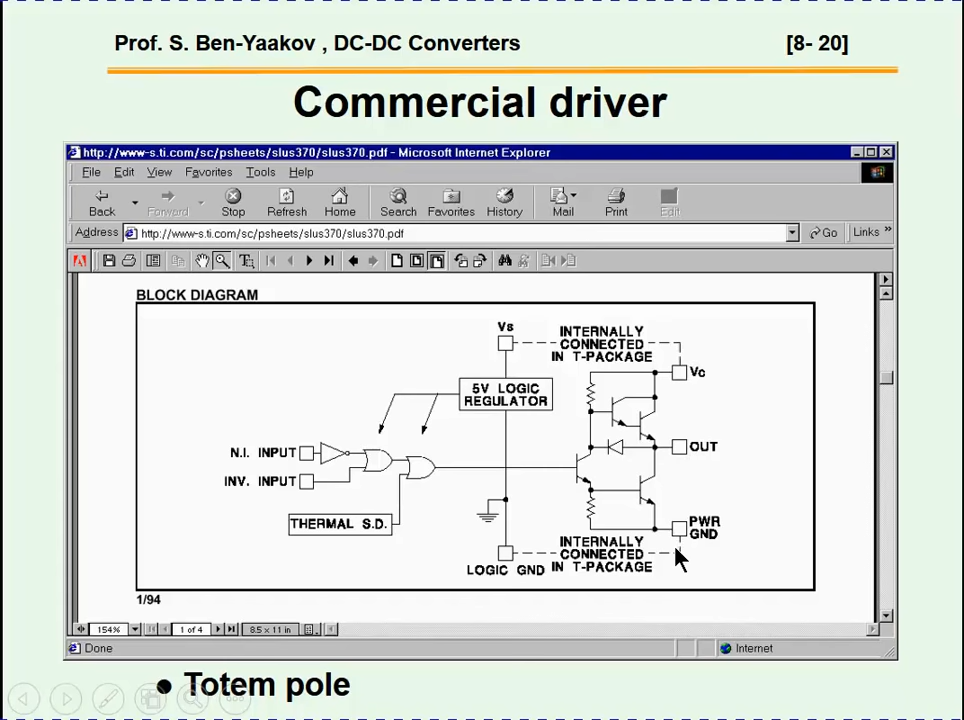 Prof. S. Ben-Yaakov , DC-DC Converters [8- 20]
Commercial driver
http://www-s.ti.com/sc/psheets/slus370/slus370.pdf - Microsoft Internet Explorer
File Edit View Favorites Tools Help
Back Forward Stop Refresh Home Search Favorites History Mail Print Edit
Address http://www-s.ti.com/sc/psheets/slus370/slus370.pdf Go Links »
BLOCK DIAGRAM
Vs
INTERNALLY
CONNECTED
IN T-PACKAGE
Vc
5V LOGIC
REGULATOR
N.I. INPUT
OUT
INV. INPUT
THERMAL S.D.
PWR
GND
INTERNALLY
CONNECTED
IN T-PACKAGE
LOGIC GND
1/94
154% 1 of 4 8.5 x 11 in
Done Internet
• Totem pole